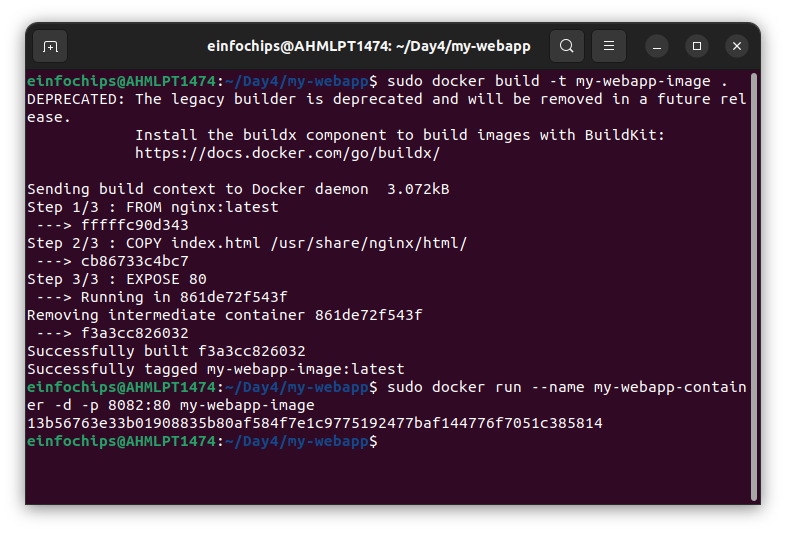 einfochips@AHMLPT1474: ~/Day4/my-webapp
einfochips@AHMLPT1474:~/Day4/my-webapp$ sudo docker build -t my-webapp-image .
DEPRECATED: The legacy builder is deprecated and will be removed in a future rel
ease.
            Install the buildx component to build images with BuildKit:
            https://docs.docker.com/go/buildx/

Sending build context to Docker daemon  3.072kB
Step 1/3 : FROM nginx:latest
 ---> fffffc90d343
Step 2/3 : COPY index.html /usr/share/nginx/html/
 ---> cb86733c4bc7
Step 3/3 : EXPOSE 80
 ---> Running in 861de72f543f
Removing intermediate container 861de72f543f
 ---> f3a3cc826032
Successfully built f3a3cc826032
Successfully tagged my-webapp-image:latest
einfochips@AHMLPT1474:~/Day4/my-webapp$ sudo docker run --name my-webapp-contain
er -d -p 8082:80 my-webapp-image
13b56763e33b01908835b80af584f7e1c9775192477baf144776f7051c385814
einfochips@AHMLPT1474:~/Day4/my-webapp$